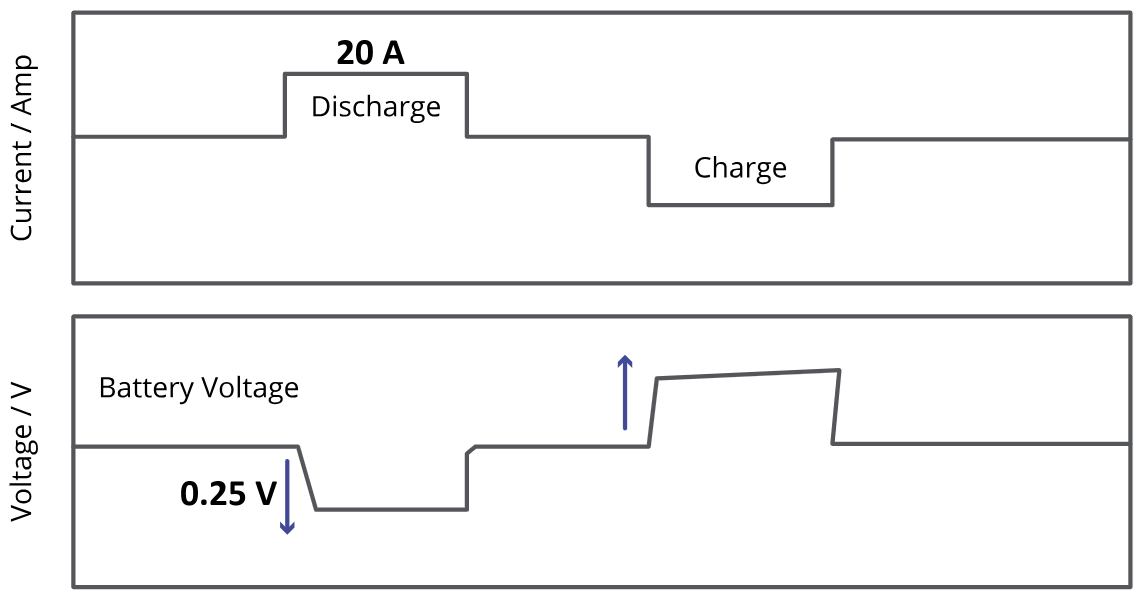 Current / Amp
20 A
Discharge
Charge
Voltage / V
Battery Voltage
0.25 V